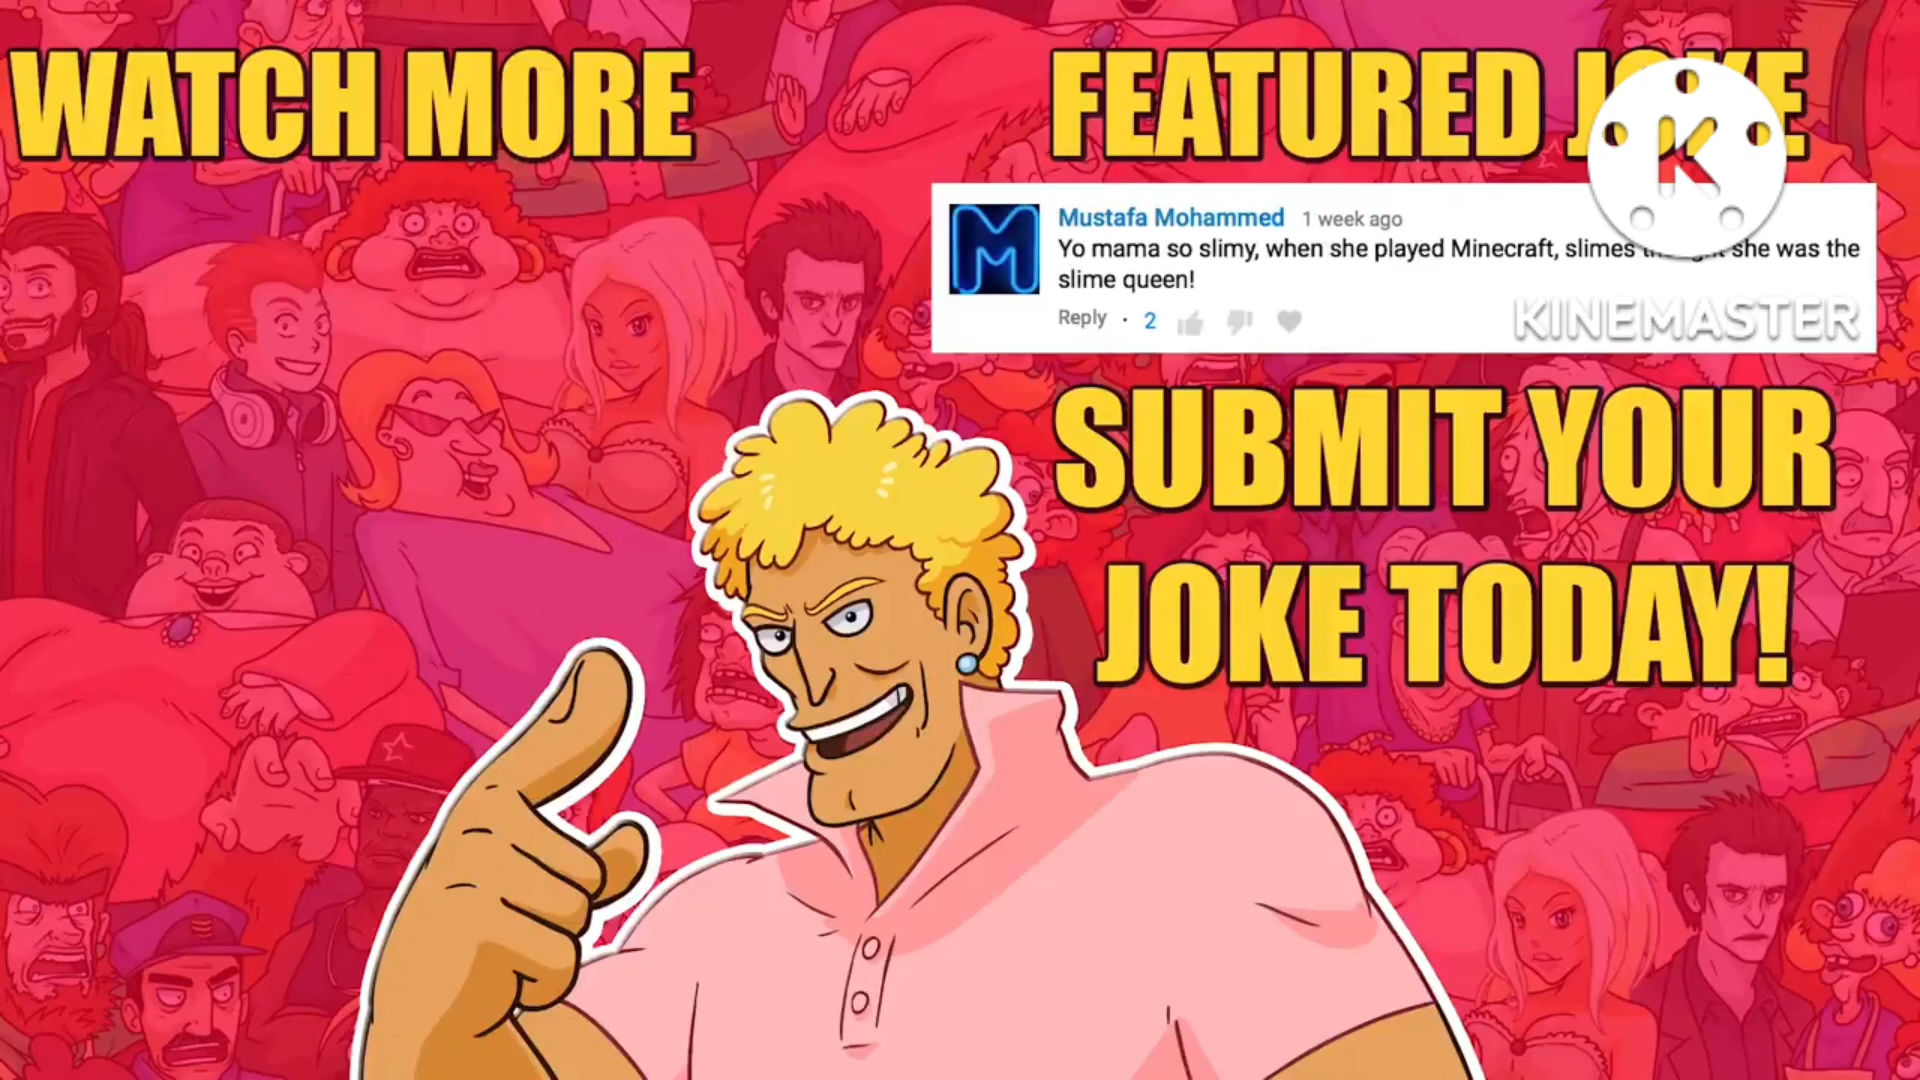 WATCH MORE
FEATURED JOKE
K
M
Mustafa Mohammed 1 week ago
Yo mama so slimy, when she played Minecraft, slimes she was the
slime queen!
Reply · 2
KINEMASTER
SUBMIT YOUR
JOKE TODAY!